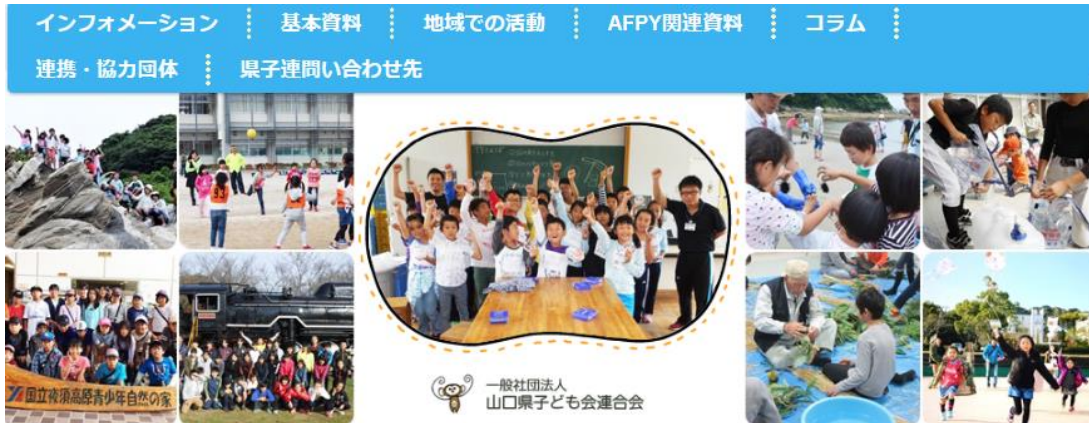 インフォメーション 基本資料 地域での活動 AFPY関連資料 コラム
連携・協力団体 県子連問い合わせ先
国立夜須高原青少年自然の家
一般社団法人
山口県子ども会連合会